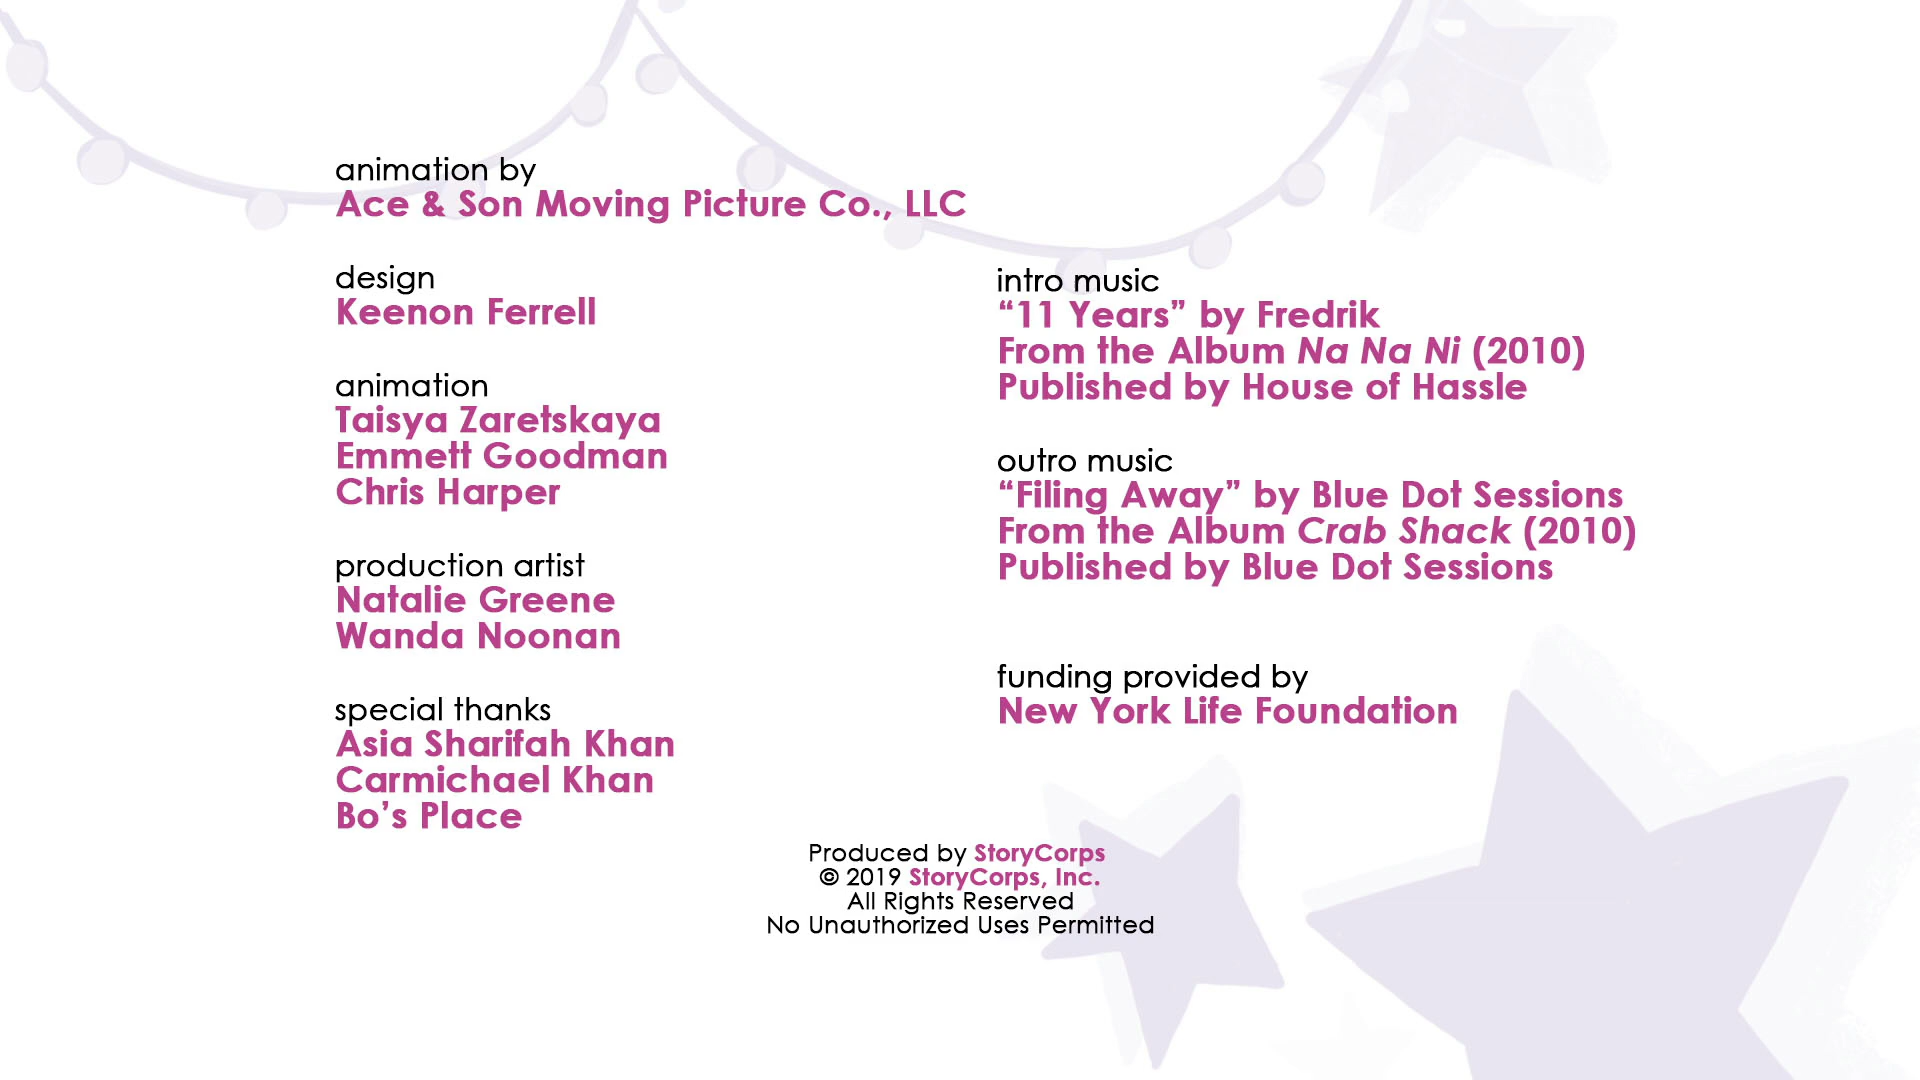 animation by
Ace & Son Moving Picture Co., LLC
design
Keenon Ferrell
animation
Taisya Zaretskaya
Emmett Goodman
Chris Harper
production artist
Natalie Greene
Wanda Noonan
special thanks
Asia Sharifah Khan
Carmichael Khan
Bo’s Place
intro music
“11 Years” by Fredrik
From the Album Na Na Ni (2010)
Published by House of Hassle
outro music
“Filing Away” by Blue Dot Sessions
From the Album Crab Shack (2010)
Published by Blue Dot Sessions
funding provided by
New York Life Foundation
Produced by StoryCorps
© 2019 StoryCorps, Inc.
All Rights Reserved
No Unauthorized Uses Permitted